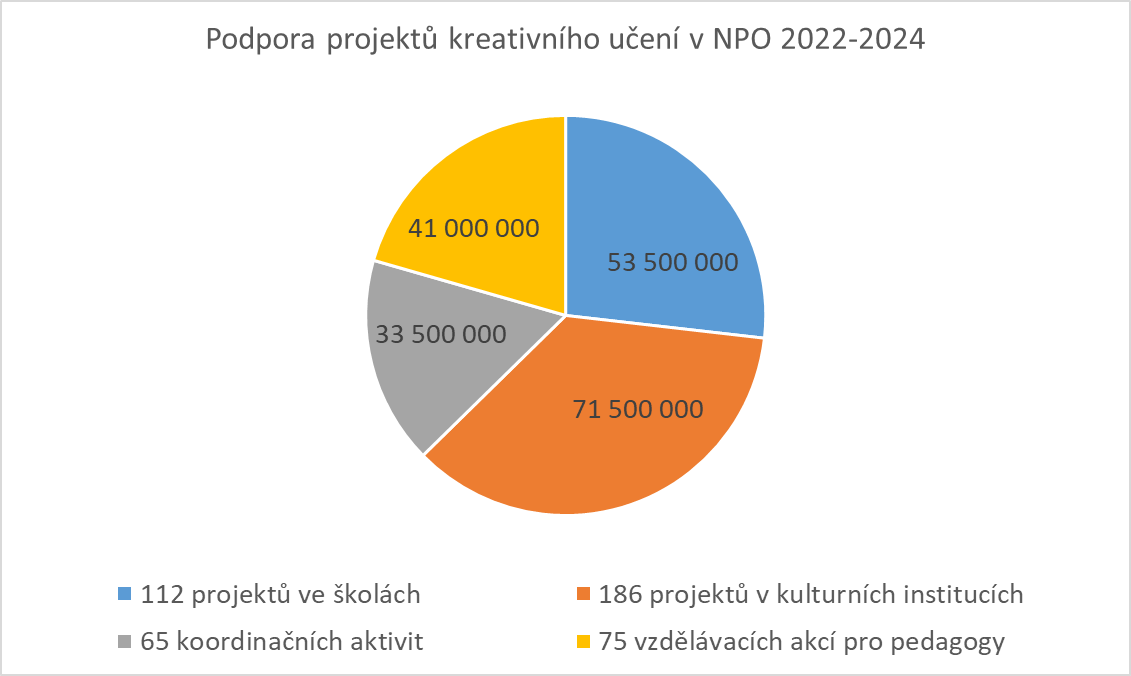 Podpora projektů kreativního učení v NPO 2022-2024
41 000 000
53 500 000
33 500 000
71 500 000
112 projektů ve školách
186 projektů v kulturních institucích
65 koordinačních aktivit
75 vzdělávacích akcí pro pedagogy